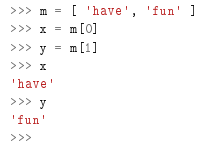 >>> m = [ 'have', 'fun' ]
>>> x = m[0]
>>> y = m[1]
>>> x
'have'
>>> y
'fun'
>>>